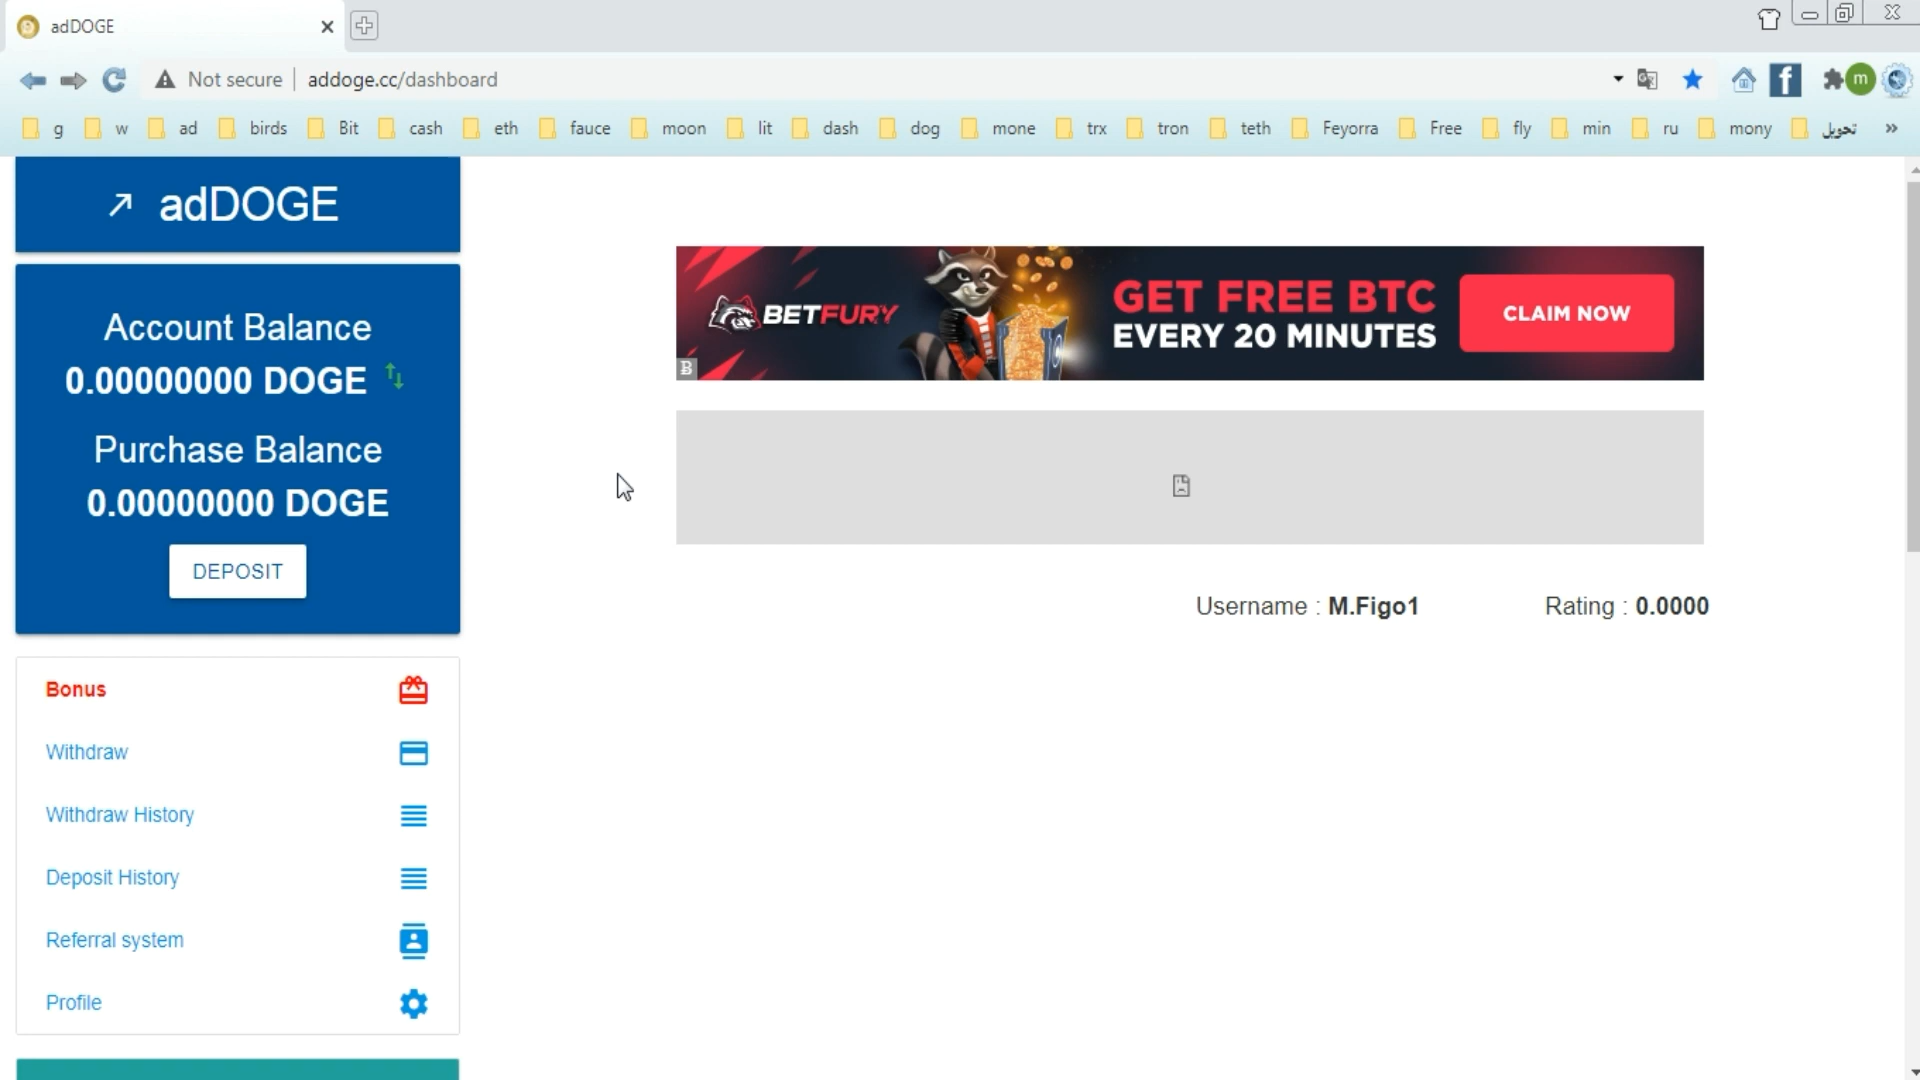 adDOGE
Not secure
addoge.cc/dashboard
g w ad birds Bit cash eth fauce moon lit dash dog mone trx tron teth Feyorra Free fly min ru mony تحويل »
m
adDOGE
Account Balance
0.00000000 DOGE
Purchase Balance
0.00000000 DOGE
DEPOSIT
Bonus
Withdraw
Withdraw History
Deposit History
Referral system
Profile
BETFURY
GET FREE BTC
EVERY 20 MINUTES
CLAIM NOW
Username : M.Figo1
Rating : 0.0000